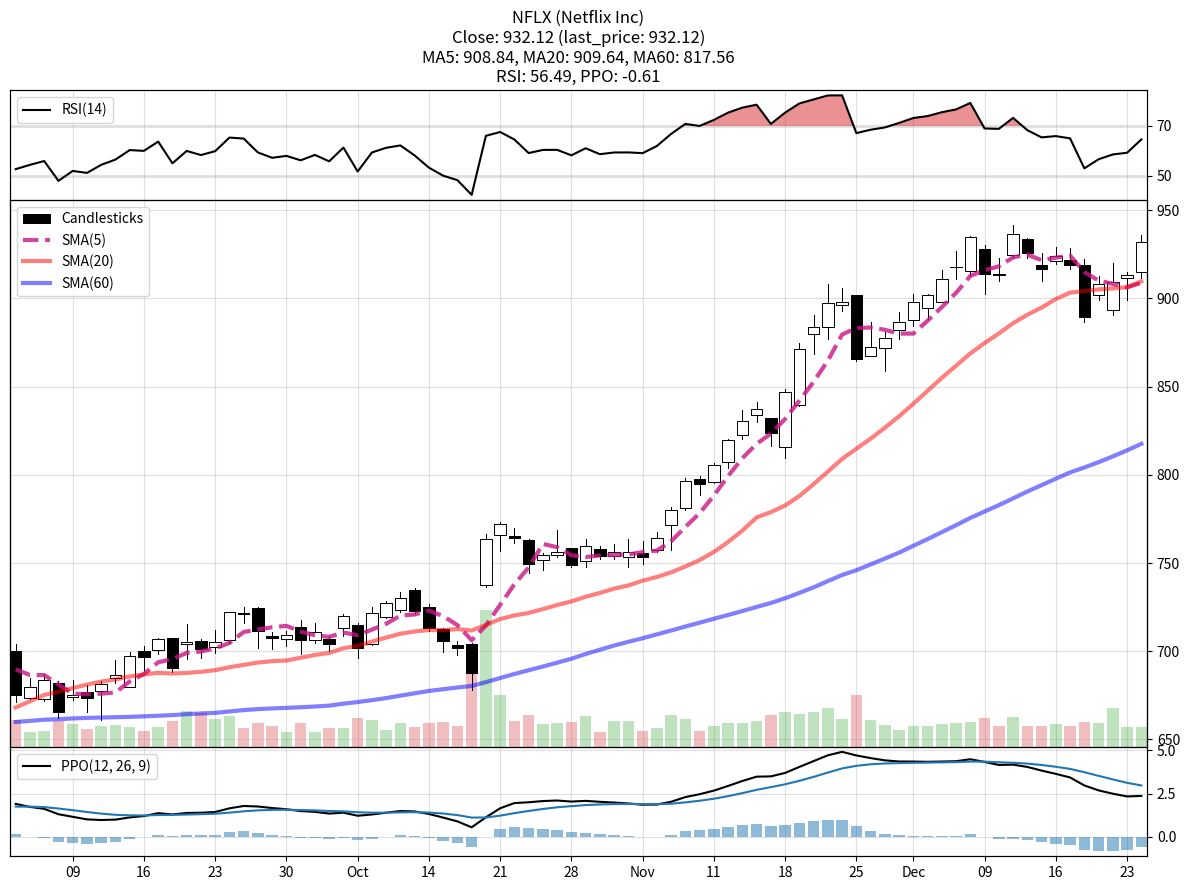 NFLX (Netflix Inc)
Close: 932.12 (last_price: 932.12)
MA5: 908.84, MA20: 909.64, MA60: 817.56
RSI: 56.49, PPO: -0.61
RSI(14)
70
50
Candlesticks
SMA(5)
SMA(20)
SMA(60)
950
900
850
800
750
700
650
PPO(12, 26, 9)
5.0
2.5
0.0
09 16 23 30 Oct 14 21 28 Nov 11 18 25 Dec 09 16 23